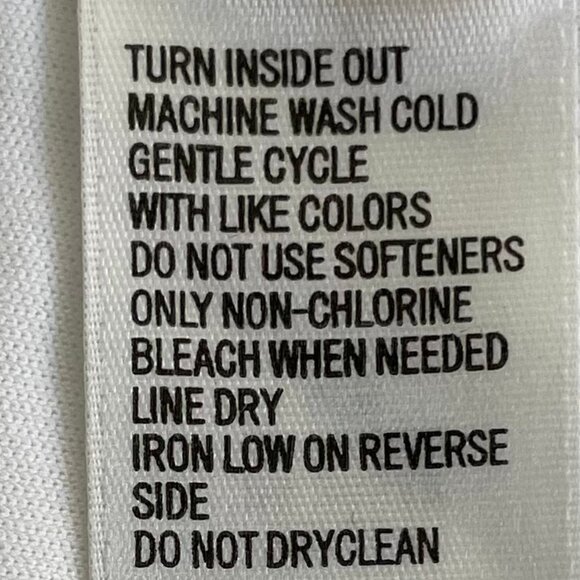 TURN INSIDE OUT
MACHINE WASH COLD
GENTLE CYCLE
WITH LIKE COLORS
DO NOT USE SOFTENERS
ONLY NON-CHLORINE
BLEACH WHEN NEEDED
LINE DRY
IRON LOW ON REVERSE
SIDE
DO NOT DRYCLEAN